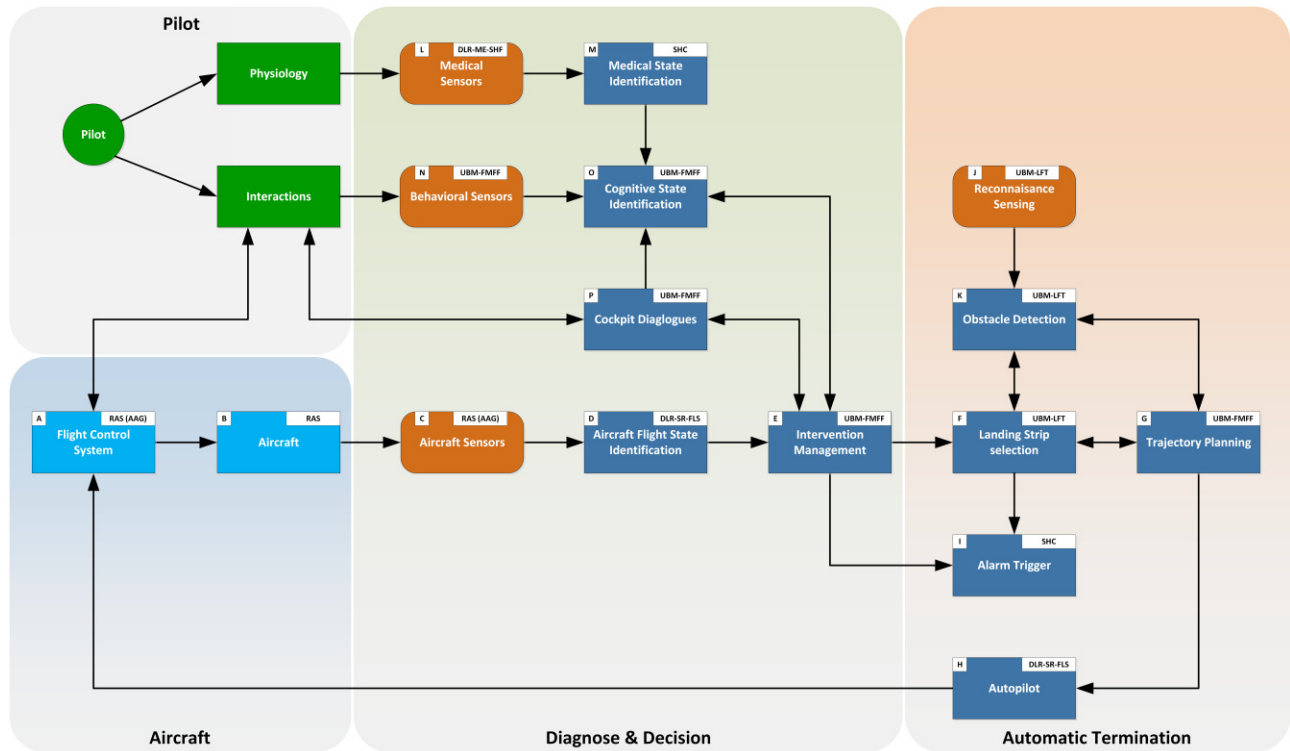 Pilot
Physiology
Pilot
Interactions
L
DLR-ME-SHF
Medical
Sensors
M
SHC
Medical State
Identification
N
UBM-FMFF
Behavioral Sensors
O
UBM-FMFF
Cognitive State
Identification
J
UBM-LFT
Reconnaisance
Sensing
P
UBM-FMFF
Cockpit Diaglogues
K
UBM-LFT
Obstacle Detection
A
RAS (AAG)
Flight Control
System
B
RAS
Aircraft
C
RAS (AAG)
Aircraft Sensors
D
DLR-SR-FLS
Aircraft Flight State
Identification
E
UBM-FMFF
Intervention
Management
F
UBM-LFT
Landing Strip
selection
G
UBM-FMFF
Trajectory Planning
I
SHC
Alarm Trigger
H
DLR-SR-FLS
Autopilot
Aircraft
Diagnose & Decision
Automatic Termination